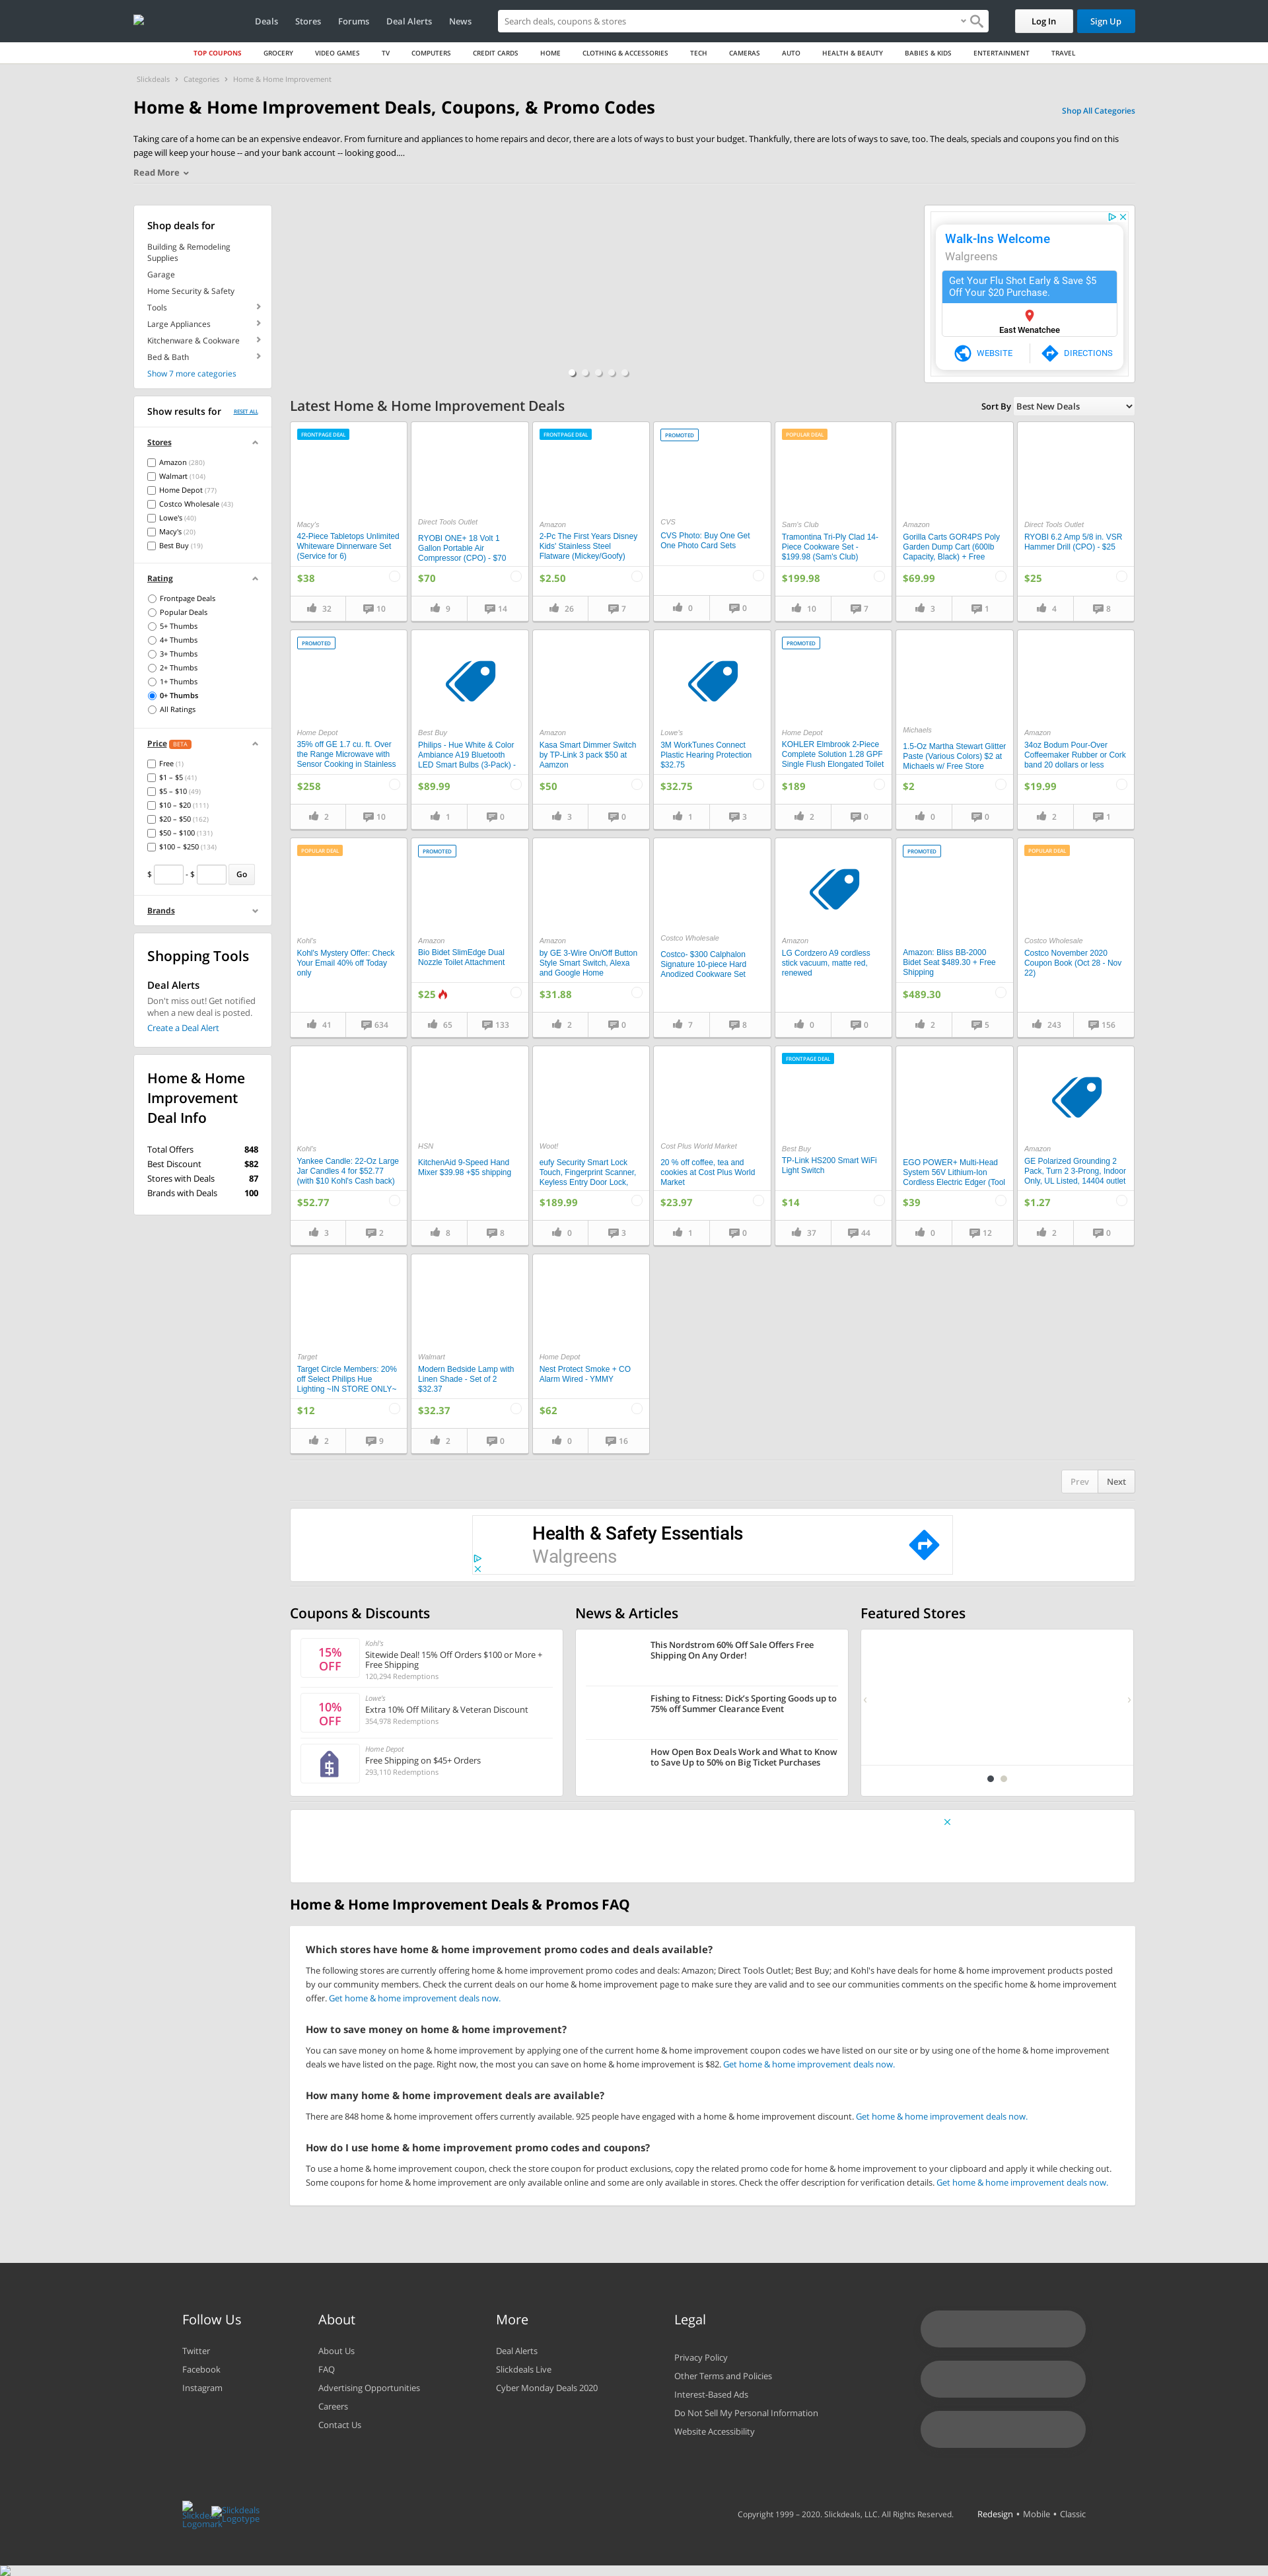 Deals Stores Forums Deal Alerts News
Search deals, coupons & stores
Log In
Sign Up
TOP COUPONS GROCERY VIDEO GAMES TV COMPUTERS CREDIT CARDS HOME CLOTHING & ACCESSORIES TECH CAMERAS AUTO HEALTH & BEAUTY BABIES & KIDS ENTERTAINMENT TRAVEL
Slickdeals > Categories > Home & Home Improvement
Home & Home Improvement Deals, Coupons, & Promo Codes
Shop All Categories
Taking care of a home can be an expensive endeavor. From furniture and appliances to home repairs and decor, there are a lots of ways to bust your budget. Thankfully, there are lots of ways to save, too. The deals, specials and coupons you find on this
page will keep your house -- and your bank account -- looking good....
Read More
Shop deals for
Building & Remodeling
Supplies
Garage
Home Security & Safety
Tools
Large Appliances
Kitchenware & Cookware
Bed & Bath
Show 7 more categories
Walk-Ins Welcome
Walgreens
Get Your Flu Shot Early & Save $5
Off Your $20 Purchase.
East Wenatchee
WEBSITE
DIRECTIONS
Show results for
RESET ALL
Stores
Amazon (280)
Walmart (104)
Home Depot (77)
Costco Wholesale (43)
Lowe's (40)
Macy's (20)
Best Buy (19)
Rating
Frontpage Deals
Popular Deals
5+ Thumbs
4+ Thumbs
3+ Thumbs
2+ Thumbs
1+ Thumbs
0+ Thumbs
All Ratings
Price BETA
Free (1)
$1 – $5 (41)
$5 – $10 (49)
$10 – $20 (111)
$20 – $50 (162)
$50 – $100 (131)
$100 – $250 (134)
$ - $ Go
Brands
Shopping Tools
Deal Alerts
Don't miss out! Get notified
when a new deal is posted.
Create a Deal Alert
Home & Home
Improvement
Deal Info
Total Offers 848
Best Discount $82
Stores with Deals 87
Brands with Deals 100
Latest Home & Home Improvement Deals
Sort By Best New Deals
FRONTPAGE DEAL
Macy's
42-Piece Tabletops Unlimited
Whiteware Dinnerware Set
(Service for 6)
$38
32 10
Direct Tools Outlet
RYOBI ONE+ 18 Volt 1
Gallon Portable Air
Compressor (CPO) - $70
$70
9 14
FRONTPAGE DEAL
Amazon
2-Pc The First Years Disney
Kids' Stainless Steel
Flatware (Mickey/Goofy)
$2.50
26 7
PROMOTED
CVS
CVS Photo: Buy One Get
One Photo Card Sets
0 0
POPULAR DEAL
Sam's Club
Tramontina Tri-Ply Clad 14-
Piece Cookware Set -
$199.98 (Sam's Club)
$199.98
10 7
Amazon
Gorilla Carts GOR4PS Poly
Garden Dump Cart (600lb
Capacity, Black) + Free
$69.99
3 1
Direct Tools Outlet
RYOBI 6.2 Amp 5/8 in. VSR
Hammer Drill (CPO) - $25
$25
4 8
PROMOTED
Home Depot
35% off GE 1.7 cu. ft. Over
the Range Microwave with
Sensor Cooking in Stainless
$258
2 10
Best Buy
Philips - Hue White & Color
Ambiance A19 Bluetooth
LED Smart Bulbs (3-Pack) -
$89.99
1 0
Amazon
Kasa Smart Dimmer Switch
by TP-Link 3 pack $50 at
Aamzon
$50
3 0
Lowe's
3M WorkTunes Connect
Plastic Hearing Protection
$32.75
$32.75
1 3
PROMOTED
Home Depot
KOHLER Elmbrook 2-Piece
Complete Solution 1.28 GPF
Single Flush Elongated Toilet
$189
2 0
Michaels
1.5-Oz Martha Stewart Glitter
Paste (Various Colors) $2 at
Michaels w/ Free Store
$2
0 0
Amazon
34oz Bodum Pour-Over
Coffeemaker Rubber or Cork
band 20 dollars or less
$19.99
2 1
POPULAR DEAL
Kohl's
Kohl's Mystery Offer: Check
Your Email 40% off Today
only
41 634
PROMOTED
Amazon
Bio Bidet SlimEdge Dual
Nozzle Toilet Attachment
$25
65 133
Amazon
by GE 3-Wire On/Off Button
Style Smart Switch, Alexa
and Google Home
$31.88
2 0
Costco Wholesale
Costco- $300 Calphalon
Signature 10-piece Hard
Anodized Cookware Set
7 8
Amazon
LG Cordzero A9 cordless
stick vacuum, matte red,
renewed
0 0
PROMOTED
Amazon: Bliss BB-2000
Bidet Seat $489.30 + Free
Shipping
$489.30
2 5
POPULAR DEAL
Costco Wholesale
Costco November 2020
Coupon Book (Oct 28 - Nov
22)
243 156
Kohl's
Yankee Candle: 22-Oz Large
Jar Candles 4 for $52.77
(with $10 Kohl's Cash back)
$52.77
3 2
HSN
KitchenAid 9-Speed Hand
Mixer $39.98 +$5 shipping
8 8
Woot!
eufy Security Smart Lock
Touch, Fingerprint Scanner,
Keyless Entry Door Lock,
$189.99
0 3
Cost Plus World Market
20 % off coffee, tea and
cookies at Cost Plus World
Market
$23.97
1 0
FRONTPAGE DEAL
Best Buy
TP-Link HS200 Smart WiFi
Light Switch
$14
37 44
EGO POWER+ Multi-Head
System 56V Lithium-Ion
Cordless Electric Edger (Tool
$39
0 12
Amazon
GE Polarized Grounding 2
Pack, Turn 2 3-Prong, Indoor
Only, UL Listed, 14404 outlet
$1.27
2 0
Target
Target Circle Members: 20%
off Select Philips Hue
Lighting ~IN STORE ONLY~
$12
2 9
Walmart
Modern Bedside Lamp with
Linen Shade - Set of 2
$32.37
$32.37
2 0
Home Depot
Nest Protect Smoke + CO
Alarm Wired - YMMY
$62
0 16
Prev Next
Health & Safety Essentials
Walgreens
Coupons & Discounts
15%
OFF
Kohl's
Sitewide Deal! 15% Off Orders $100 or More +
Free Shipping
120,294 Redemptions
10%
OFF
Lowe's
Extra 10% Off Military & Veteran Discount
354,978 Redemptions
Home Depot
Free Shipping on $45+ Orders
293,110 Redemptions
News & Articles
This Nordstrom 60% Off Sale Offers Free
Shipping On Any Order!
Fishing to Fitness: Dick's Sporting Goods up to
75% off Summer Clearance Event
How Open Box Deals Work and What to Know
to Save Up to 50% on Big Ticket Purchases
Featured Stores
Home & Home Improvement Deals & Promos FAQ
Which stores have home & home improvement promo codes and deals available?
The following stores are currently offering home & home improvement promo codes and deals: Amazon; Direct Tools Outlet; Best Buy; and Kohl's have deals for home & home improvement products posted
by our community members. Check the current deals on our home & home improvement page to make sure they are valid and to see our communities comments on the specific home & home improvement
offer. Get home & home improvement deals now.
How to save money on home & home improvement?
You can save money on home & home improvement by applying one of the current home & home improvement coupon codes we have listed on our site or by using one of the home & home improvement
deals we have listed on the page. Right now, the most you can save on home & home improvement is $82. Get home & home improvement deals now.
How many home & home improvement deals are available?
There are 848 home & home improvement offers currently available. 925 people have engaged with a home & home improvement discount. Get home & home improvement deals now.
How do I use home & home improvement promo codes and coupons?
To use a home & home improvement coupon, check the store coupon for product exclusions, copy the related promo code for home & home improvement to your clipboard and apply it while checking out.
Some coupons for home & home improvement are only available online and some are only available in stores. Check the offer description for verification details. Get home & home improvement deals now.
Follow Us
Twitter
Facebook
Instagram
About
About Us
FAQ
Advertising Opportunities
Careers
Contact Us
More
Deal Alerts
Slickdeals Live
Cyber Monday Deals 2020
Legal
Privacy Policy
Other Terms and Policies
Interest-Based Ads
Do Not Sell My Personal Information
Website Accessibility
Slickdeals
Logotype
Logomark
Copyright 1999 – 2020. Slickdeals, LLC. All Rights Reserved.
Redesign • Mobile • Classic